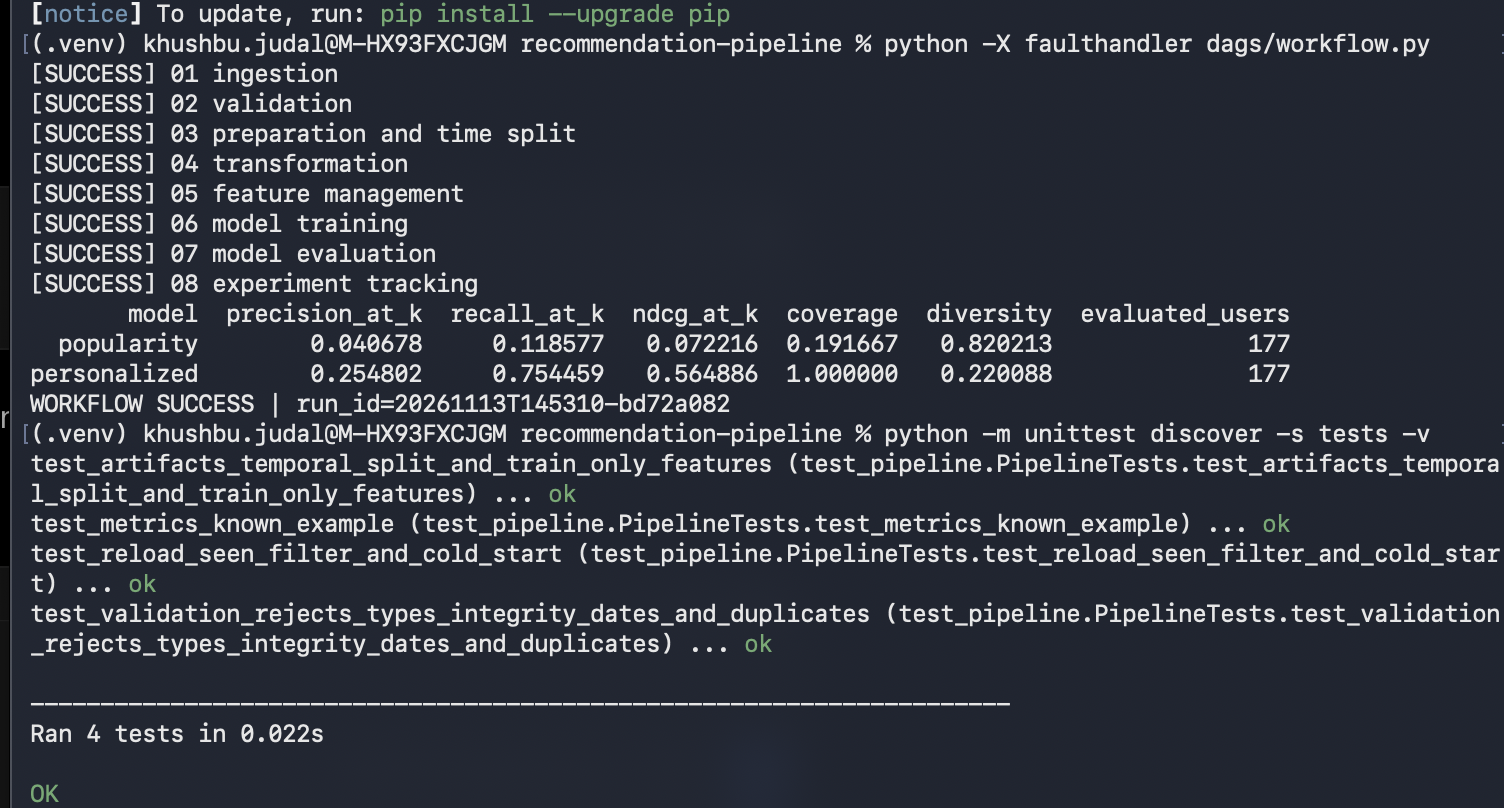 [notice] To update, run: pip install --upgrade pip
[(.venv) khushbu.judal@M-HX93FXCJGM recommendation-pipeline % python -X faulthandler dags/workflow.py
[SUCCESS] 01 ingestion
[SUCCESS] 02 validation
[SUCCESS] 03 preparation and time split
[SUCCESS] 04 transformation
[SUCCESS] 05 feature management
[SUCCESS] 06 model training
[SUCCESS] 07 model evaluation
[SUCCESS] 08 experiment tracking
model precision_at_k recall_at_k ndcg_at_k coverage diversity evaluated_users
popularity 0.040678 0.118577 0.072216 0.191667 0.820213 177
personalized 0.254802 0.754459 0.564886 1.000000 0.220088 177
WORKFLOW SUCCESS | run_id=20261113T145310-bd72a082
[(.venv) khushbu.judal@M-HX93FXCJGM recommendation-pipeline % python -m unittest discover -s tests -v
test_artifacts_temporal_split_and_train_only_features (test_pipeline.PipelineTests.test_artifacts_tempora
l_split_and_train_only_features) ... ok
test_metrics_known_example (test_pipeline.PipelineTests.test_metrics_known_example) ... ok
test_reload_seen_filter_and_cold_start (test_pipeline.PipelineTests.test_reload_seen_filter_and_cold_star
t) ... ok
test_validation_rejects_types_integrity_dates_and_duplicates (test_pipeline.PipelineTests.test_validation
_rejects_types_integrity_dates_and_duplicates) ... ok
----------------------------------------------------------------------
Ran 4 tests in 0.022s
OK